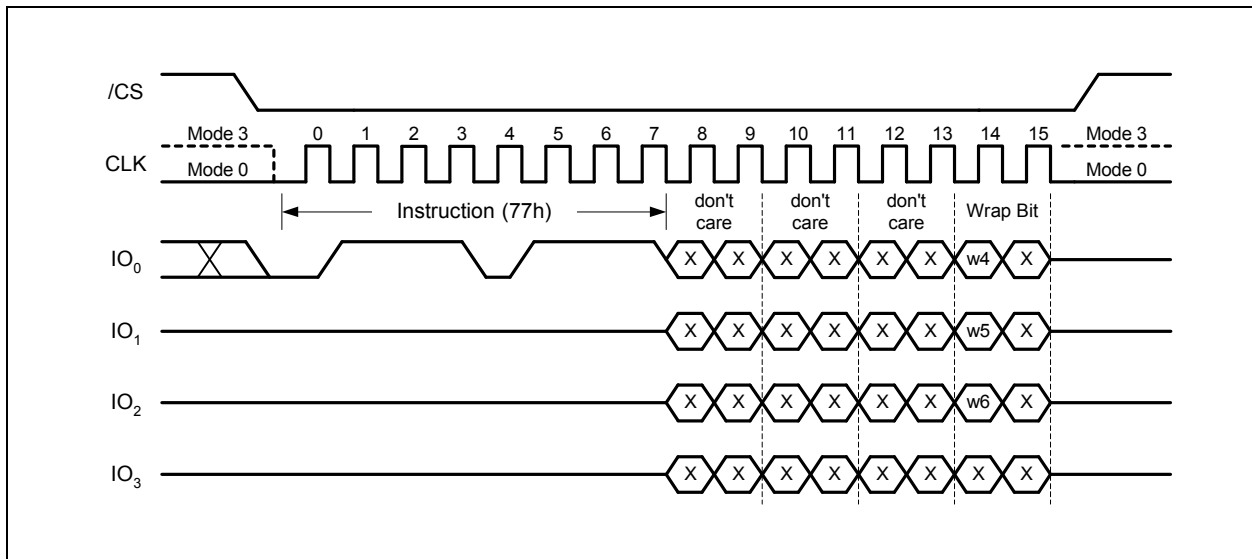 /CS
Mode 3 0 1 2 3 4 5 6 7 8 9 10 11 12 13 14 15 Mode 3
CLK
Mode 0 Mode 0
Instruction (77h) don't care don't care don't care Wrap Bit
IO0 X X X X X X w4 X
IO1 X X X X X X w5 X
IO2 X X X X X X w6 X
IO3 X X X X X X X X